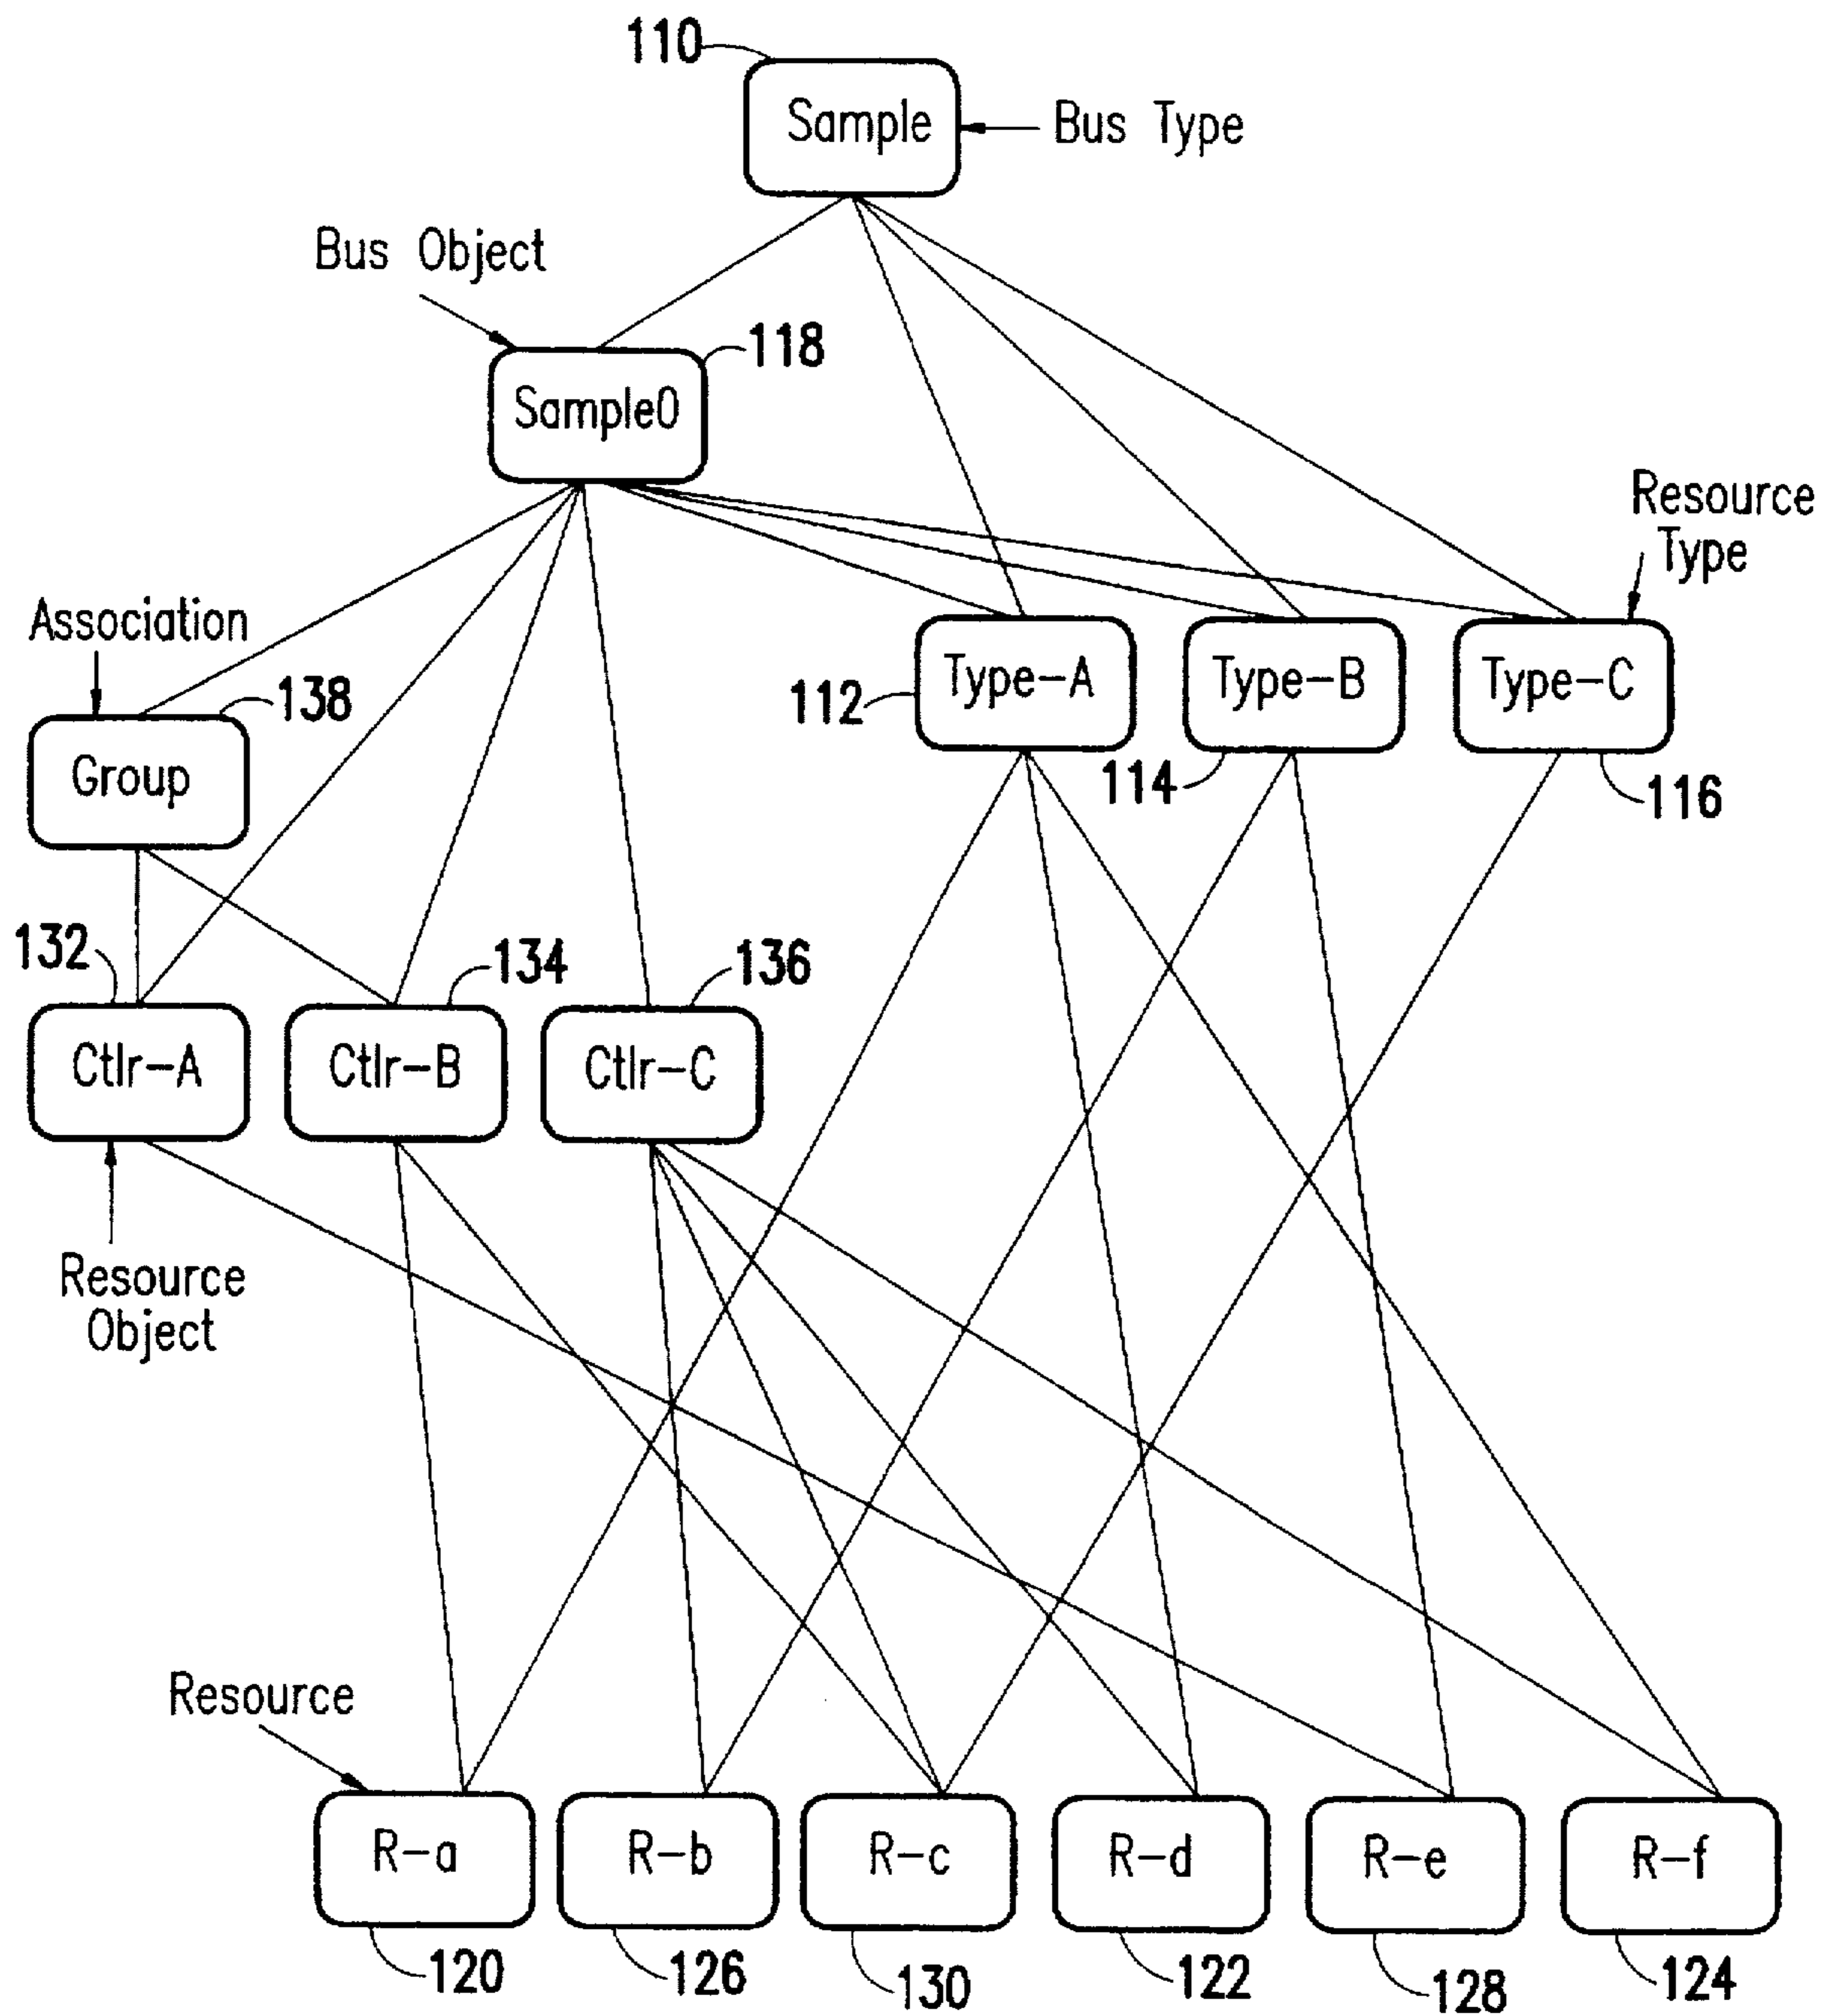 110
Sample
Bus Type
Bus Object
118
Sample0
Resource
Type
Association
138
Group
Type-A
Type-B
Type-C
112
114
116
132
134
136
Ctlr-A
Ctlr-B
Ctlr-C
Resource
Object
Resource
R-a
R-b
R-c
R-d
R-e
R-f
120
126
130
122
128
124